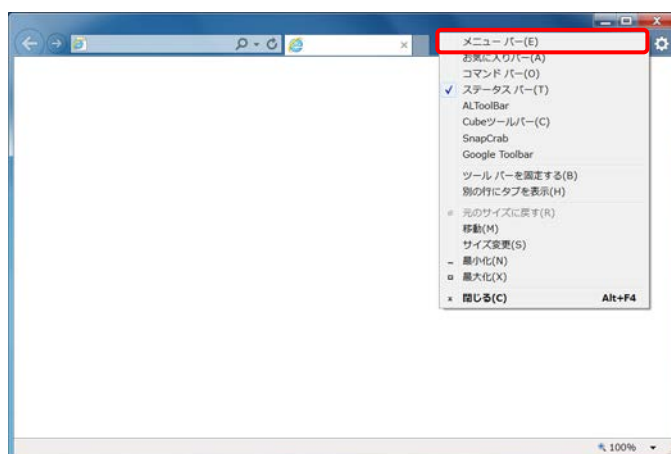 メニュー バー(E)
お気に入りバー(A)
コマンド バー(O)
✓ ステータス バー(T)
ALToolBar
Cubeツールバー(C)
SnapCrab
Google Toolbar
ツール バーを固定する(B)
別の行にタブを表示(H)
元のサイズに戻す(R)
移動(M)
サイズ変更(S)
最小化(N)
最大化(X)
閉じる(C) Alt+F4
100%